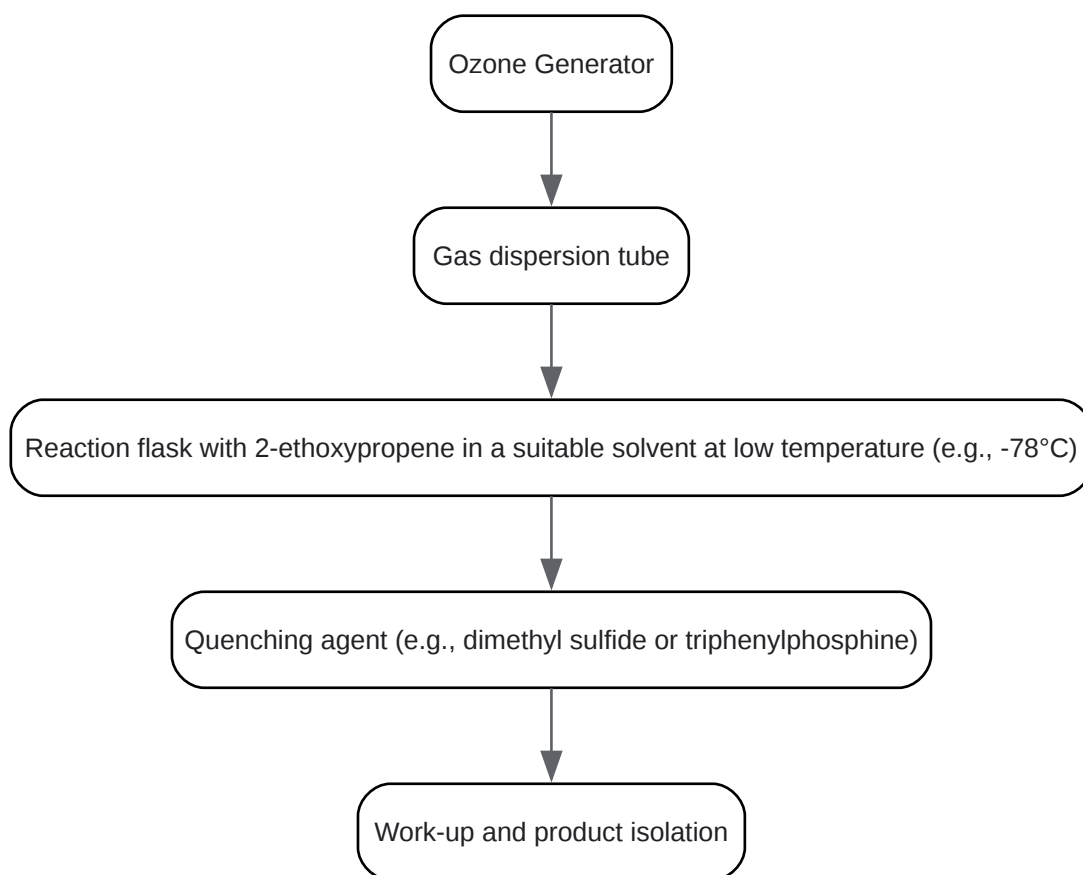 Ozone Generator
Gas dispersion tube
Reaction flask with 2-ethoxypropene in a suitable solvent at low temperature (e.g., -78°C)
Quenching agent (e.g., dimethyl sulfide or triphenylphosphine)
Work-up and product isolation